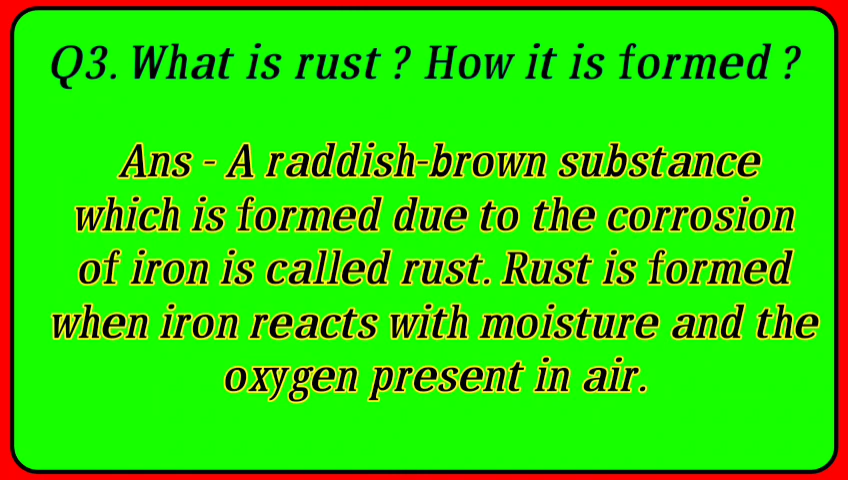 Q3. What is rust ? How it is formed ?
Ans - A raddish-brown substance
which is formed due to the corrosion
of iron is called rust. Rust is formed
when iron reacts with moisture and the
oxygen present in air.